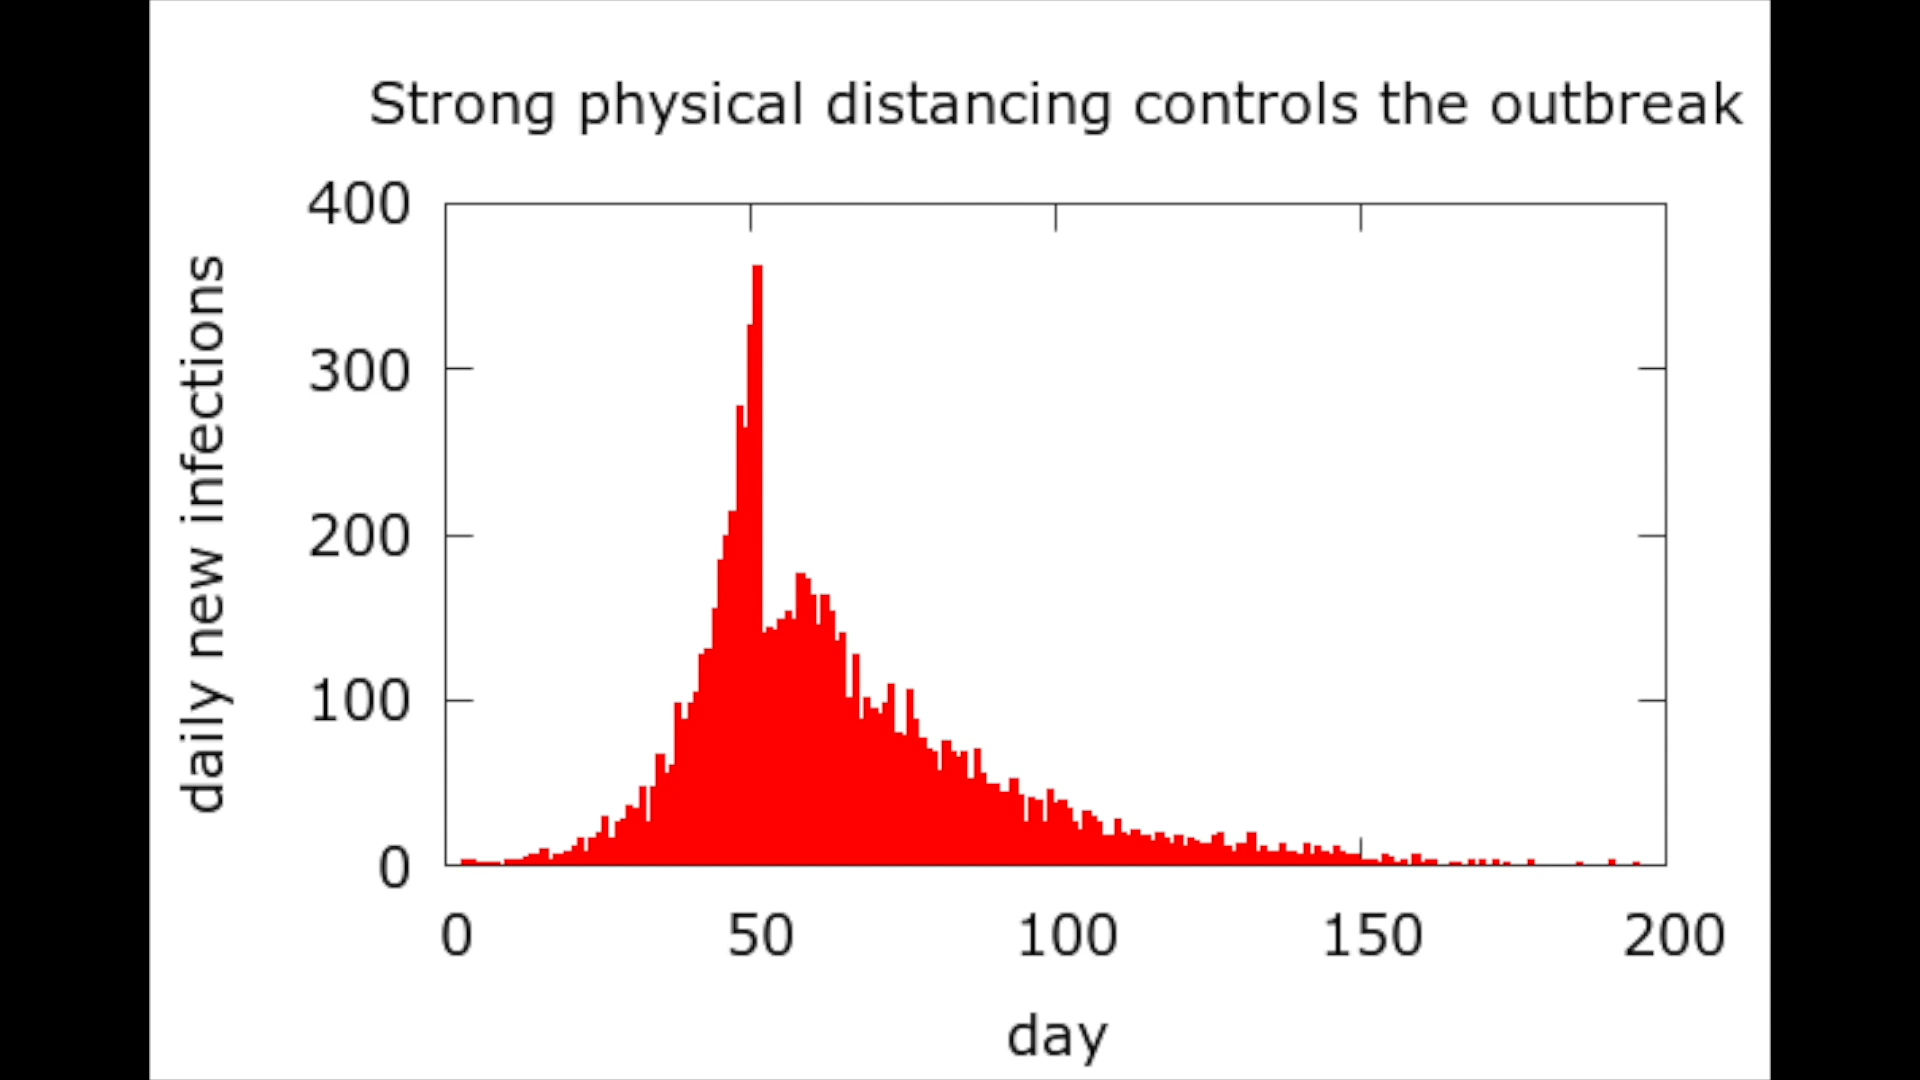 Strong physical distancing controls the outbreak
400
300
200
100
0
daily new infections
0 50 100 150 200
day